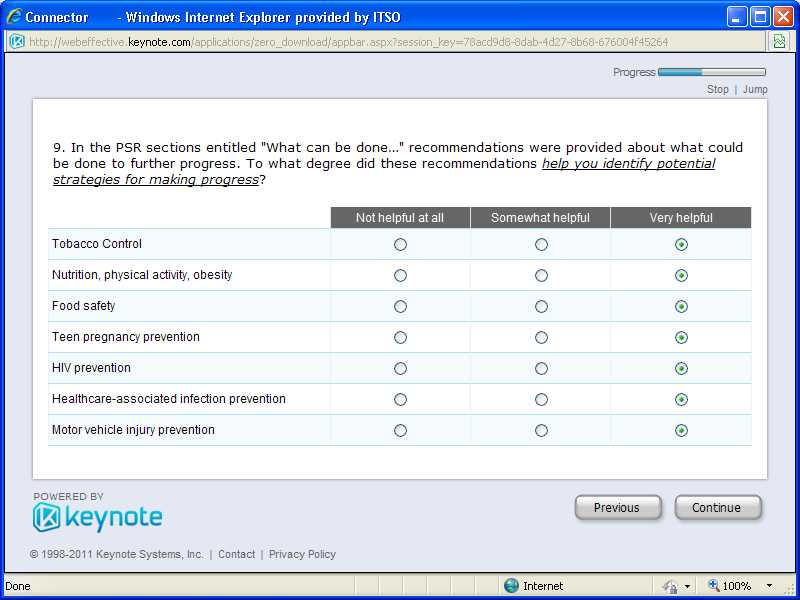 Connector - Windows Internet Explorer provided by ITSO
http://webeffective.keynote.com/applications/zero_download/appbar.aspx?session_key=78acd9d8-8dab-4d27-8b68-676004f45264
Progress
Stop | Jump
9. In the PSR sections entitled "What can be done..." recommendations were provided about what could
be done to further progress. To what degree did these recommendations help you identify potential
strategies for making progress?
Not helpful at all Somewhat helpful Very helpful
Tobacco Control
Nutrition, physical activity, obesity
Food safety
Teen pregnancy prevention
HIV prevention
Healthcare-associated infection prevention
Motor vehicle injury prevention
POWERED BY
keynote
Previous Continue
© 1998-2011 Keynote Systems, Inc. | Contact | Privacy Policy
Done Internet 100%